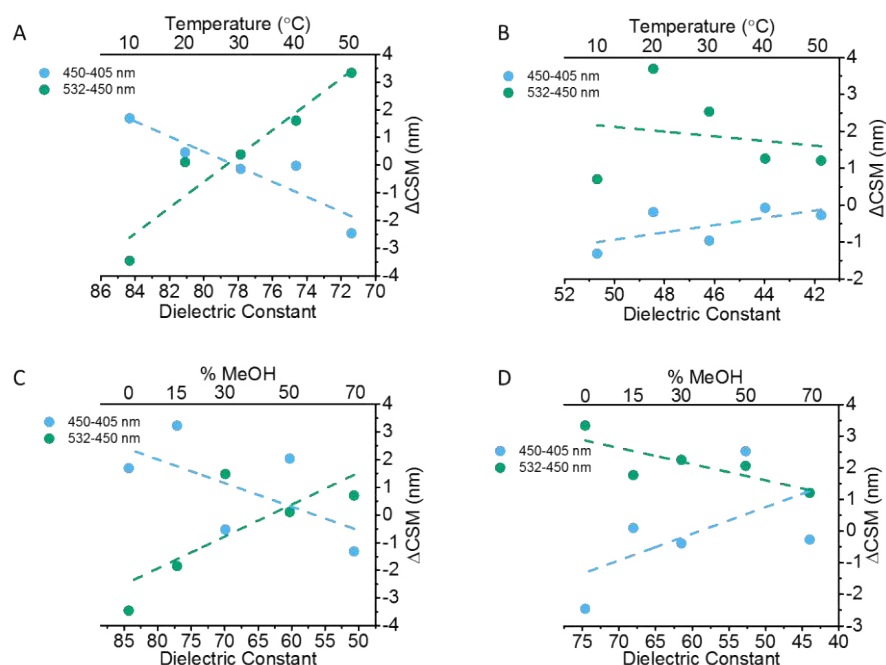 A
Temperature (°C)
10 20 30 40 50
450-405 nm
532-450 nm
4
3
2
1
0
-1
-2
-3
-4
ΔCSM (nm)
86 84 82 80 78 76 74 72 70
Dielectric Constant
B
Temperature (°C)
10 20 30 40 50
450-405 nm
532-450 nm
4
3
2
1
0
-1
-2
ΔCSM (nm)
52 50 48 46 44 42
Dielectric Constant
C
% MeOH
0 15 30 50 70
450-405 nm
532-450 nm
4
3
2
1
0
-1
-2
-3
-4
ΔCSM (nm)
85 80 75 70 65 60 55 50
Dielectric Constant
D
% MeOH
0 15 30 50 70
450-405 nm
532-450 nm
4
3
2
1
0
-1
-2
-3
ΔCSM (nm)
75 70 65 60 55 50 45 40
Dielectric Constant